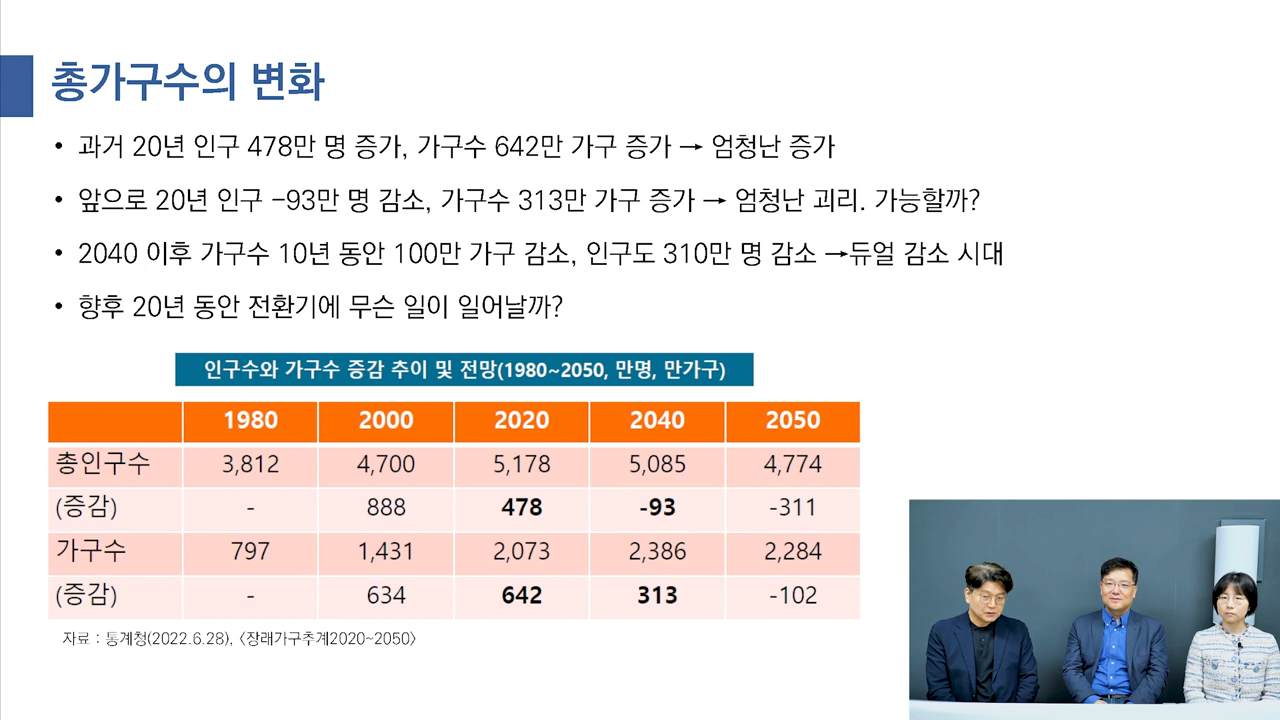 총가구수의 변화
• 과거 20년 인구 478만 명 증가, 가구수 642만 가구 증가 → 엄청난 증가
• 앞으로 20년 인구 -93만 명 감소, 가구수 313만 가구 증가 → 엄청난 괴리. 가능할까?
• 2040 이후 가구수 10년 동안 100만 가구 감소, 인구도 310만 명 감소 →듀얼 감소 시대
• 향후 20년 동안 전환기에 무슨 일이 일어날까?
인구수와 가구수 증감 추이 및 전망(1980~2050, 만명, 만가구)
1980 2000 2020 2040 2050
총인구수 3,812 4,700 5,178 5,085 4,774
(증감) - 888 478 -93 -311
가구수 797 1,431 2,073 2,386 2,284
(증감) - 634 642 313 -102
자료 : 통계청(2022.6.28), <장래가구추계2020~2050>